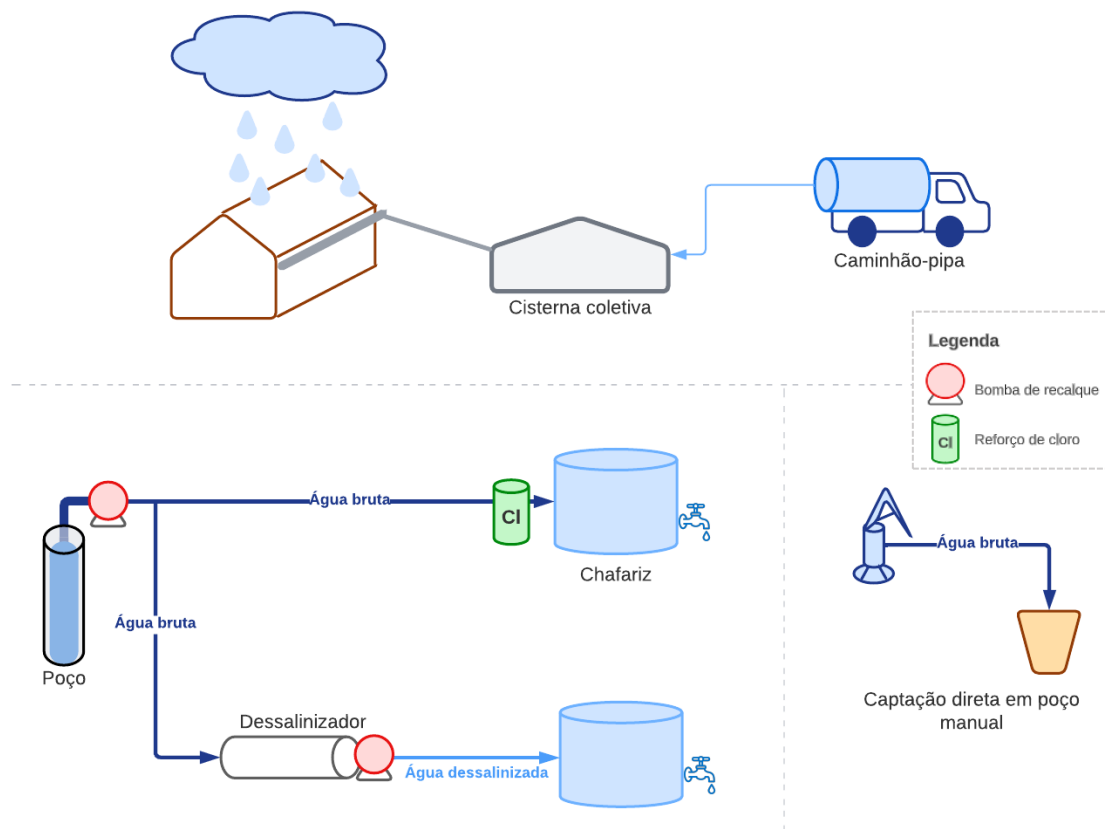 Caminhão-pipa
Cisterna coletiva
Legenda
Bomba de recalque
Cl
Reforço de cloro
Água bruta
Cl
Chafariz
Água bruta
Poço
Dessalinizador
Água dessalinizada
Água bruta
Captação direta em poço
manual